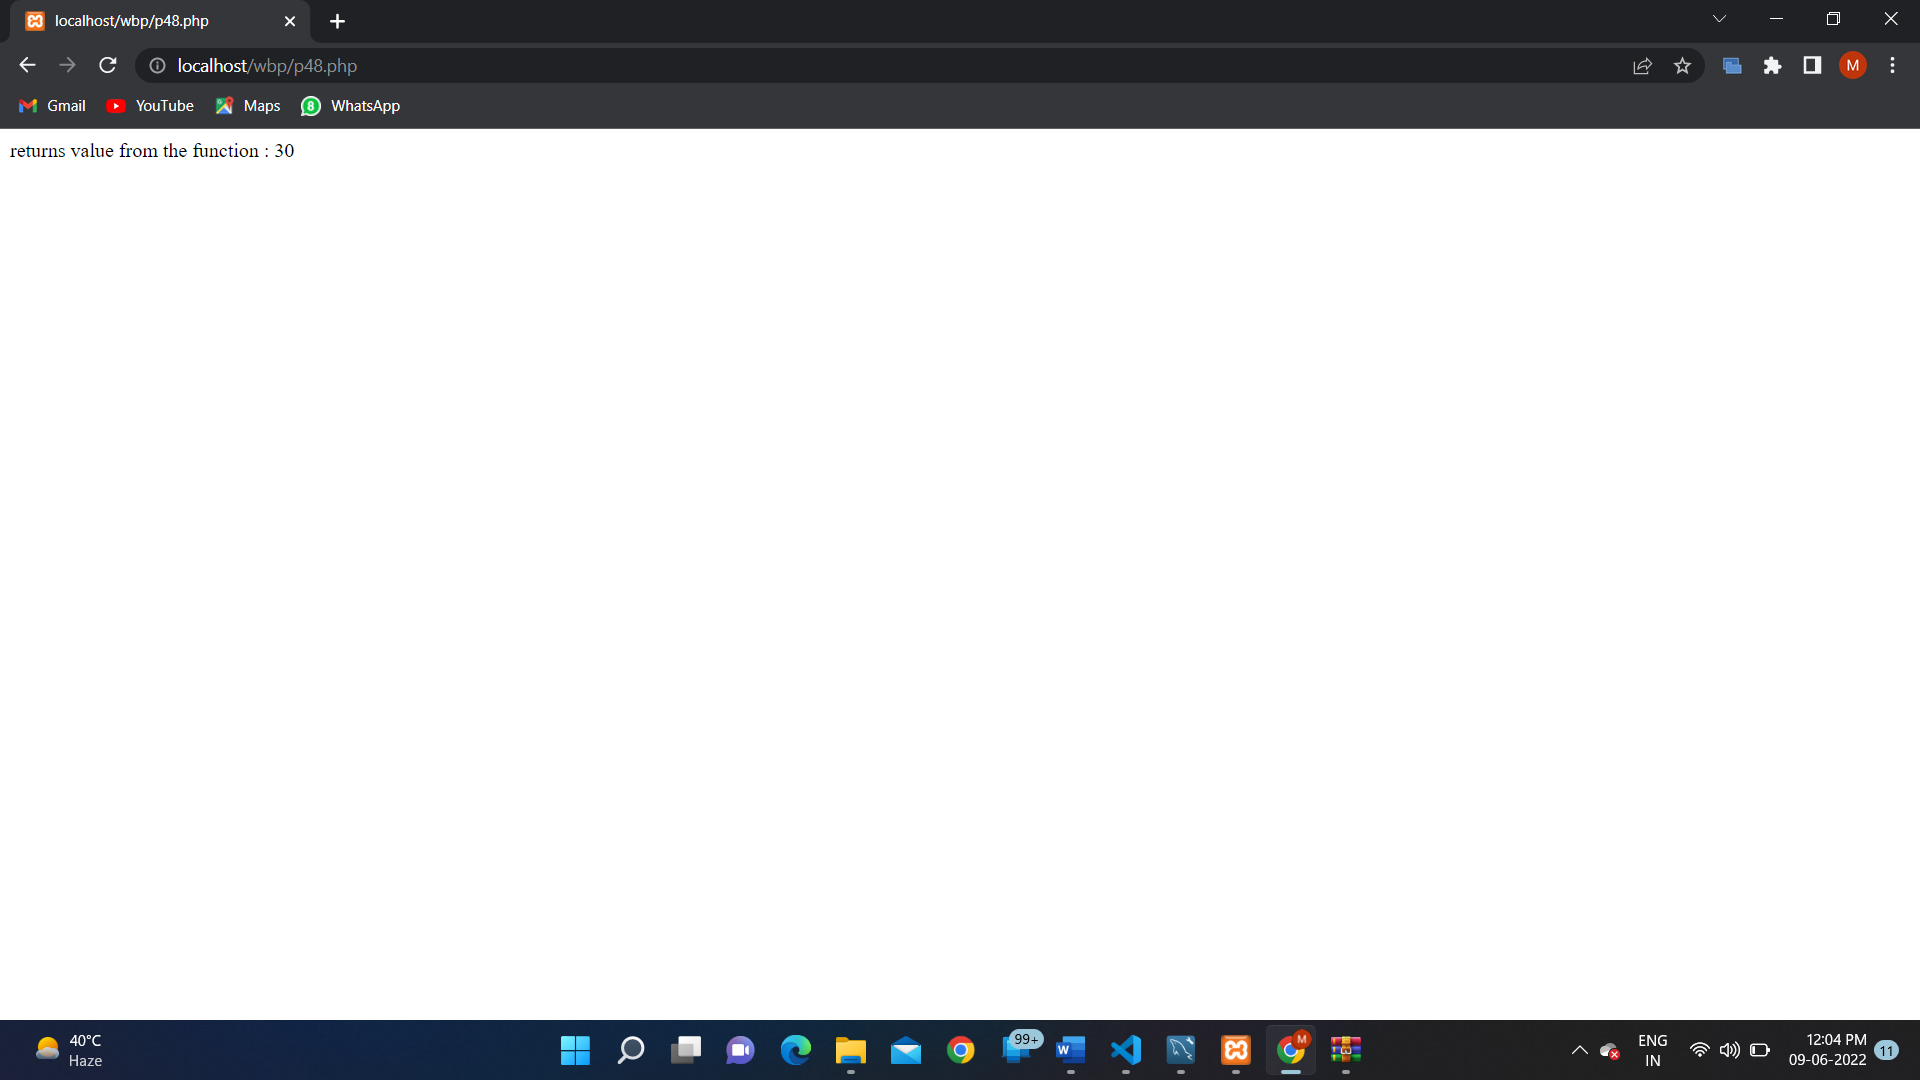 localhost/wbp/p48.php
localhost/wbp/p48.php
M
Gmail YouTube Maps 8 WhatsApp
returns value from the function : 30
40°C
Haze
99+
W
M
ENG
IN
12:04 PM
09-06-2022
11